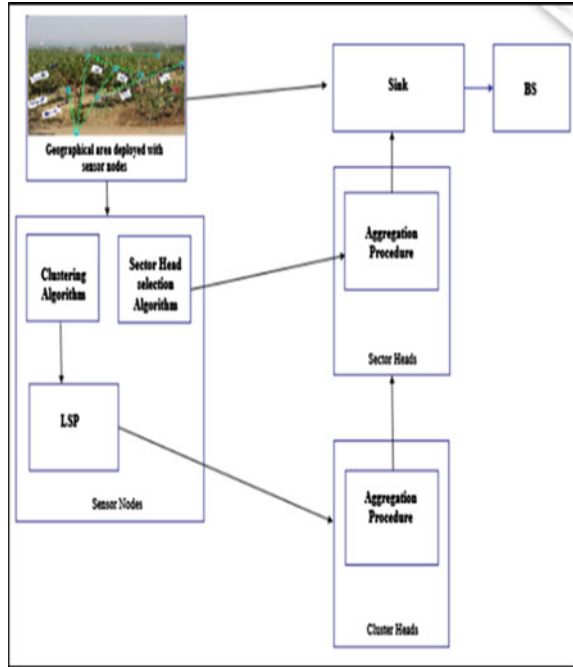 Geographical area deployed with
sensor nodes
Sink
BS
Clustering
Algorithm
Sector Head
selection
Algorithm
Aggregation
Procedure
Sector Heads
LSP
Sensor Nodes
Aggregation
Procedure
Cluster Heads